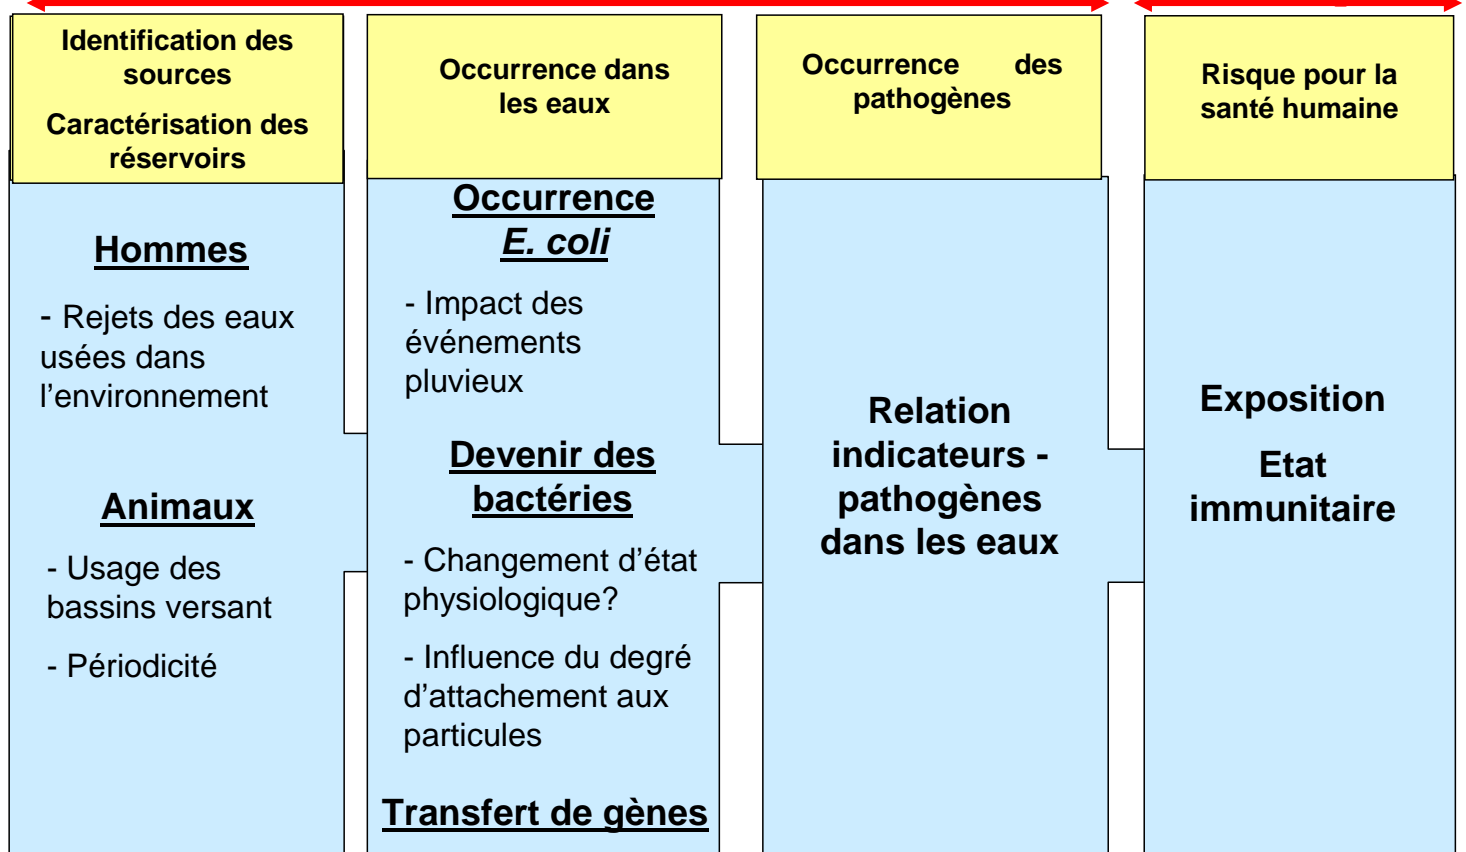 Identification des
sources
Caractérisation des
réservoirs
Hommes
- Rejets des eaux
usées dans
l'environnement
Animaux
- Usage des
bassins versant
- Périodicité
Occurrence dans
les eaux
Occurrence
E. coli
- Impact des
événements
pluvieux
Devenir des
bactéries
- Changement d'état
physiologique?
- Influence du degré
d'attachement aux
particules
Transfert de gènes
Occurrence des
pathogènes
Relation
indicateurs -
pathogènes
dans les eaux
Risque pour la
santé humaine
Exposition
Etat
immunitaire